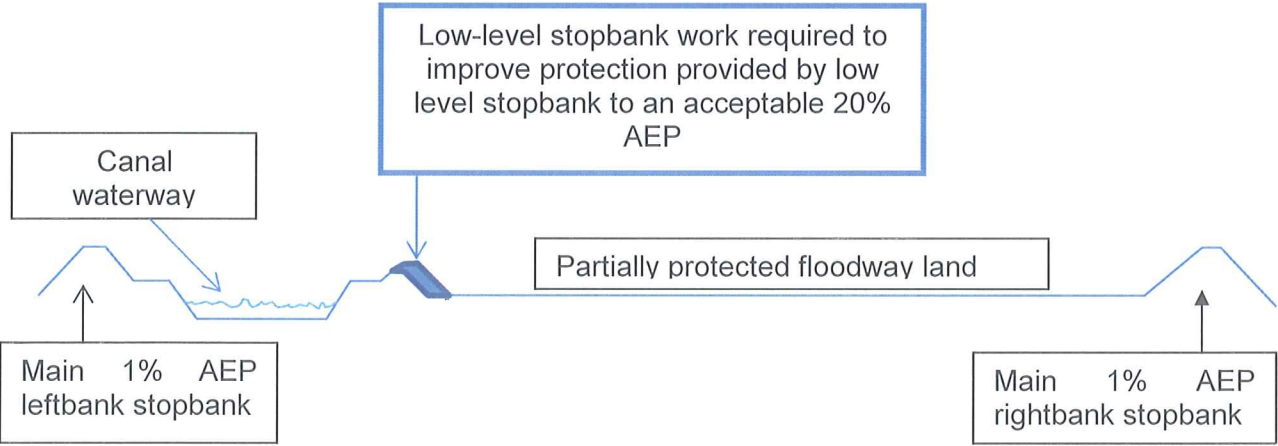 Low-level stopbank work required to
improve protection provided by low
level stopbank to an acceptable 20%
AEP
Canal
waterway
Partially protected floodway land
Main 1% AEP
leftbank stopbank
Main 1% AEP
rightbank stopbank